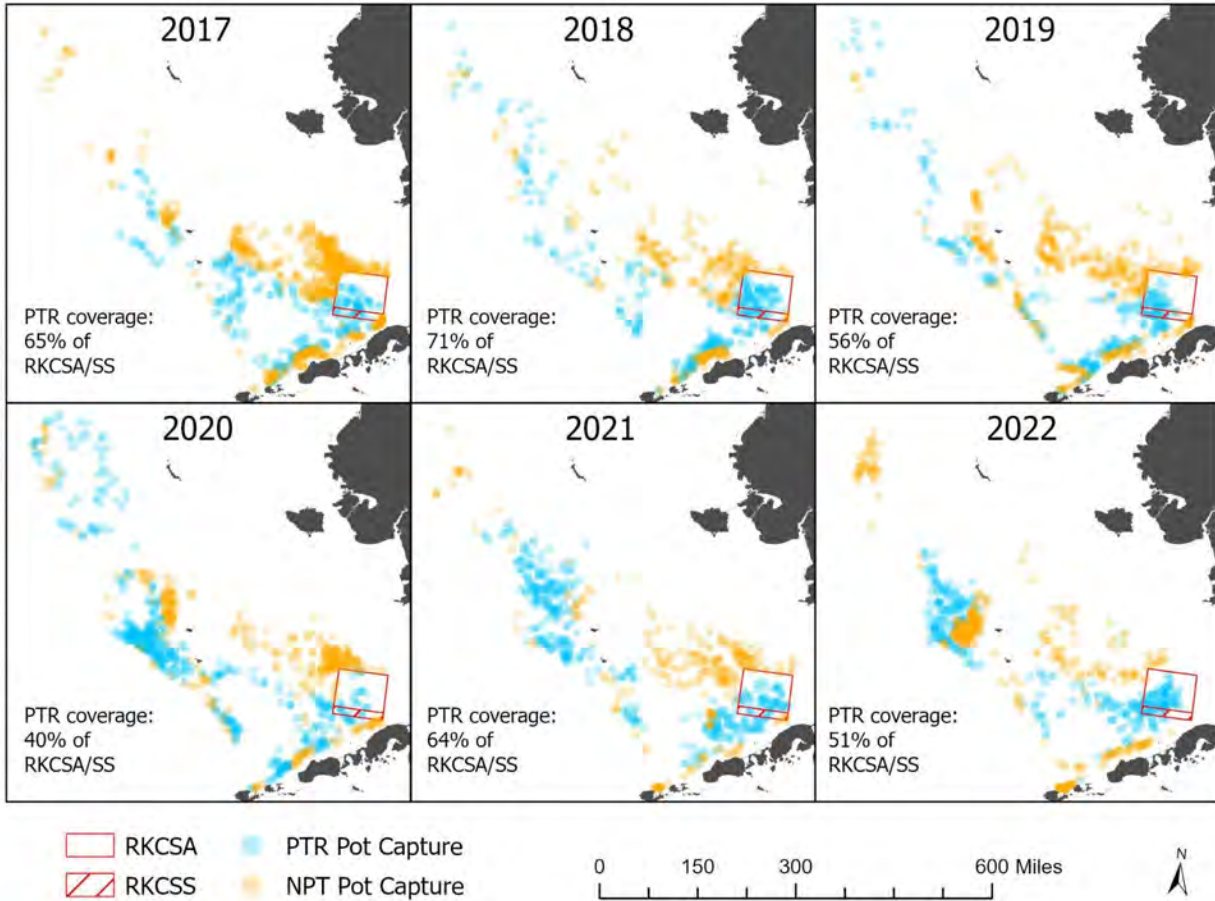 2017
PTR coverage:
65% of
RKCSA/SS
2018
PTR coverage:
71% of
RKCSA/SS
2019
PTR coverage:
56% of
RKCSA/SS
2020
PTR coverage:
40% of
RKCSA/SS
2021
PTR coverage:
64% of
RKCSA/SS
2022
PTR coverage:
51% of
RKCSA/SS
RKCSA
PTR Pot Capture
RKCSS
NPT Pot Capture
0 150 300 600 Miles
N